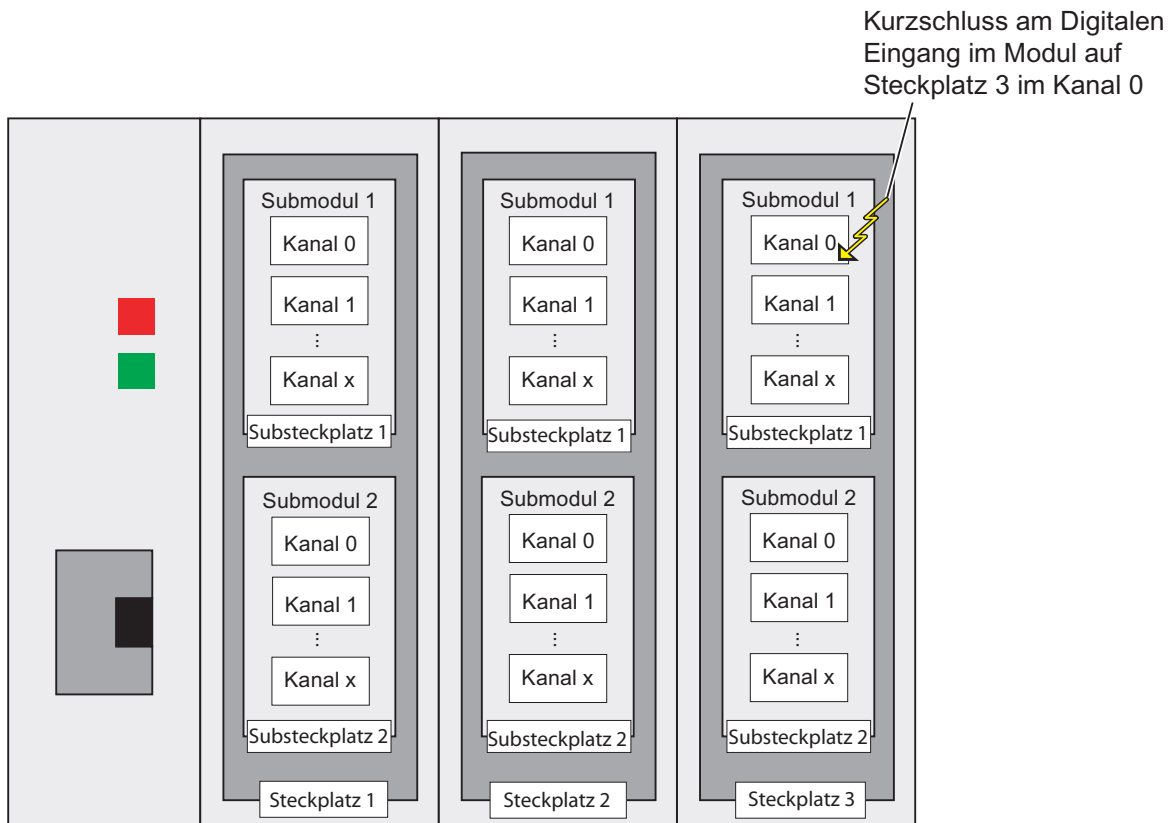 Kurzschluss am Digitalen
Eingang im Modul auf
Steckplatz 3 im Kanal 0
Submodul 1
Kanal 0
Kanal 1
...
Kanal x
Substeckplatz 1
Submodul 2
Kanal 0
Kanal 1
...
Kanal x
Substeckplatz 2
Steckplatz 1
Submodul 1
Kanal 0
Kanal 1
...
Kanal x
Substeckplatz 1
Submodul 2
Kanal 0
Kanal 1
...
Kanal x
Substeckplatz 2
Steckplatz 2
Submodul 1
Kanal 0
Kanal 1
...
Kanal x
Substeckplatz 1
Submodul 2
Kanal 0
Kanal 1
...
Kanal x
Substeckplatz 2
Steckplatz 3